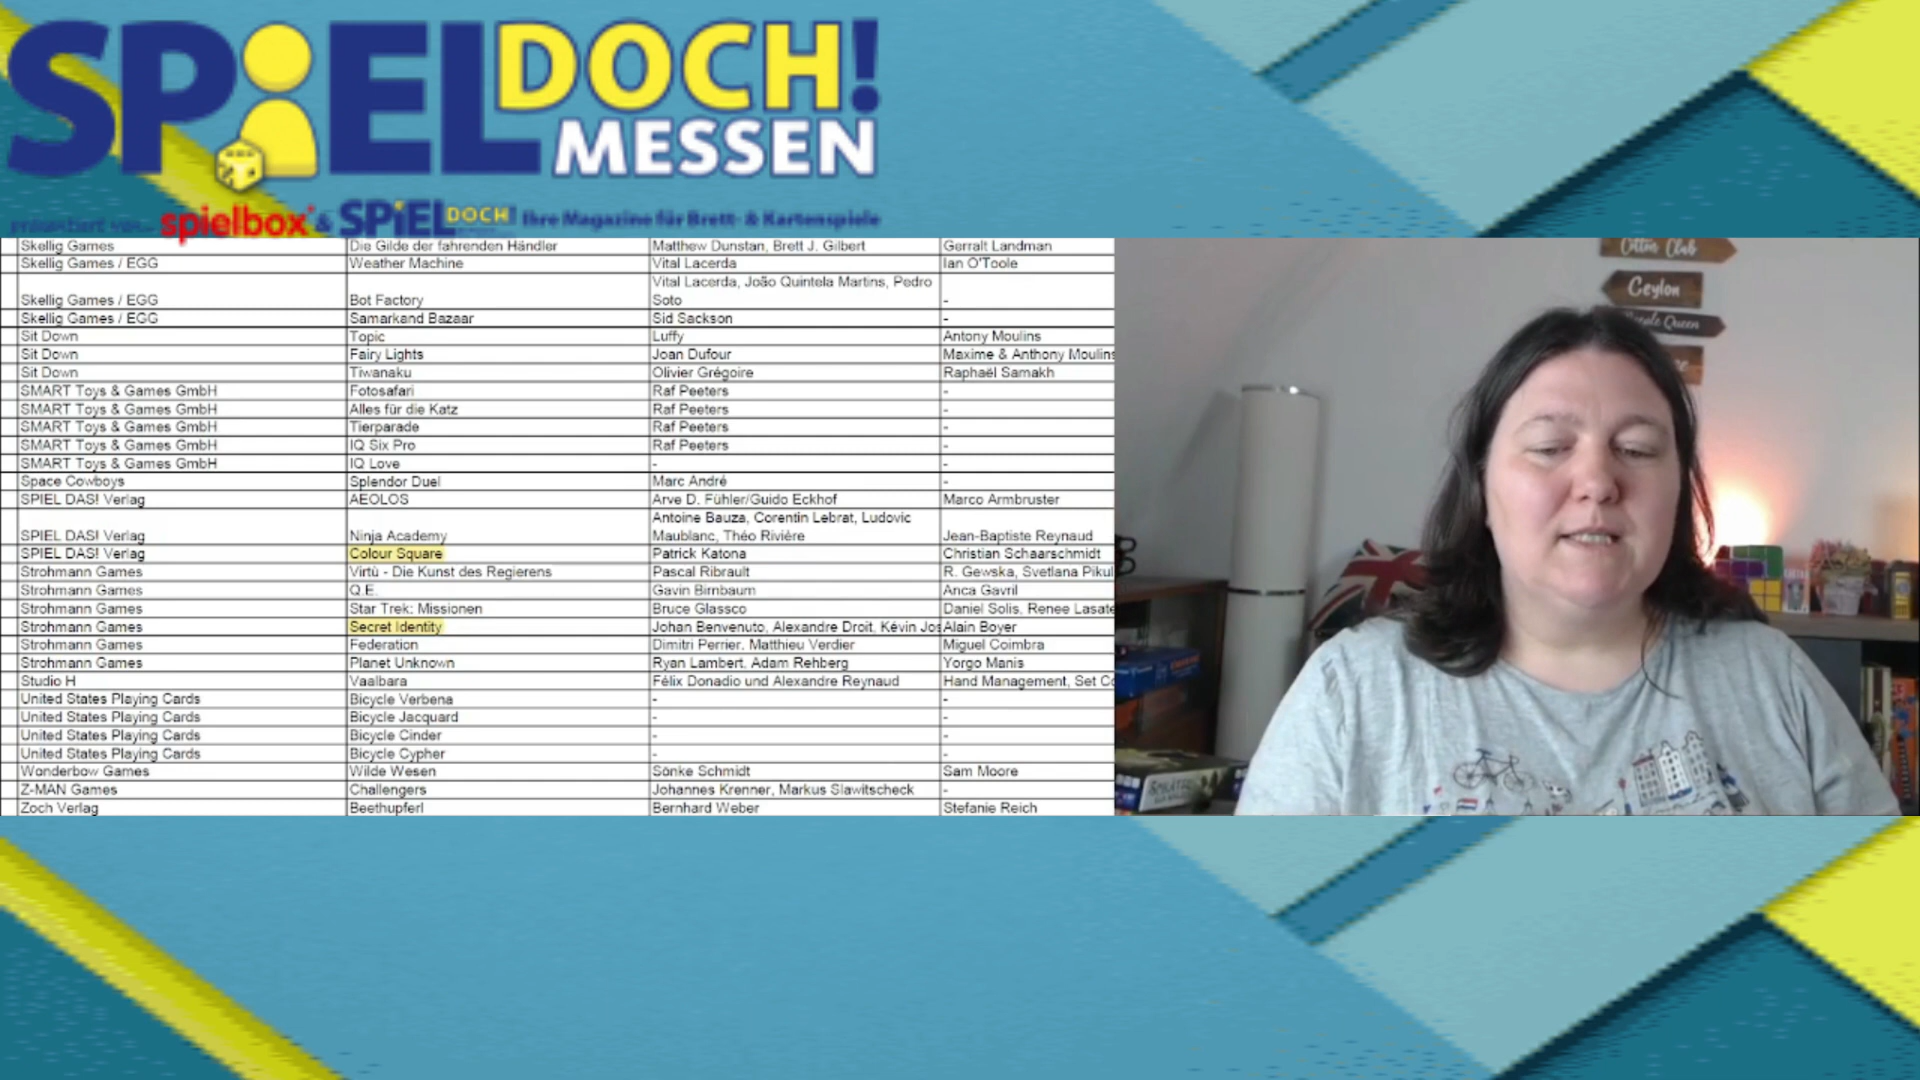 SPIEL DOCH!
MESSEN
präsentiert von... spielbox & SPIEL DOCH! Ihre Magazine für Brett- & Kartenspiele
Skellig Games Die Gilde der fahrenden Händler Matthew Dunstan, Brett J. Gilbert Gerralt Landman
Skellig Games / EGG Weather Machine Vital Lacerda Ian O'Toole
Vital Lacerda, João Quintela Martins, Pedro
Skellig Games / EGG Bot Factory Soto -
Skellig Games / EGG Samarkand Bazaar Sid Sackson -
Sit Down Topic Luffy Antony Moulins
Sit Down Fairy Lights Joan Dufour Maxime & Anthony Moulins
Sit Down Tiwanaku Olivier Grégoire Raphaël Samakh
SMART Toys & Games GmbH Fotosafari Raf Peeters -
SMART Toys & Games GmbH Alles für die Katz Raf Peeters -
SMART Toys & Games GmbH Tierparade Raf Peeters -
SMART Toys & Games GmbH IQ Six Pro Raf Peeters -
SMART Toys & Games GmbH IQ Love - -
Space Cowboys Splendor Duel Marc André -
SPIEL DAS! Verlag AEOLOS Arve D. Fühler/Guido Eckhof Marco Armbruster
Antoine Bauza, Corentin Lebrat, Ludovic
SPIEL DAS! Verlag Ninja Academy Maublanc, Théo Rivière Jean-Baptiste Reynaud
SPIEL DAS! Verlag Colour Square Patrick Katona Christian Schaarschmidt
Strohmann Games Virtù - Die Kunst des Regierens Pascal Ribrault R. Gewska, Svetlana Pikul
Strohmann Games Q.E. Gavin Birnbaum Anca Gavril
Strohmann Games Star Trek: Missionen Bruce Glassco Daniel Solis, Renee Lasate
Strohmann Games Secret Identity Johan Benvenuto, Alexandre Droit, Kévin Jos Alain Boyer
Strohmann Games Federation Dimitri Perrier, Matthieu Verdier Miguel Coimbra
Strohmann Games Planet Unknown Ryan Lambert, Adam Rehberg Yorgo Manis
Studio H Vaalbara Félix Donadio und Alexandre Reynaud Hand Management, Set Co
United States Playing Cards Bicycle Verbena - -
United States Playing Cards Bicycle Jacquard - -
United States Playing Cards Bicycle Cinder - -
United States Playing Cards Bicycle Cypher - -
Wonderbow Games Wilde Wesen Sönke Schmidt Sam Moore
Z-MAN Games Challengers Johannes Krenner, Markus Slawitscheck -
Zoch Verlag Beethupferl Bernhard Weber Stefanie Reich
Cotton Club
Ceylon
Queen